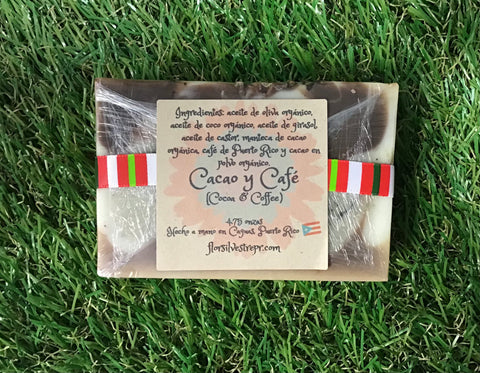 Ingredientes: aceite de oliva orgánico,
aceite de coco orgánico, aceite de girasol,
aceite de castor, manteca de cacao
orgánica, café de Puerto Rico y cacao en
polvo orgánico.
Cacao y Café
(Cocoa & Coffee)
4.75 onzas
Hecho a mano en Caguas, Puerto Rico
florsilvestrepr.com